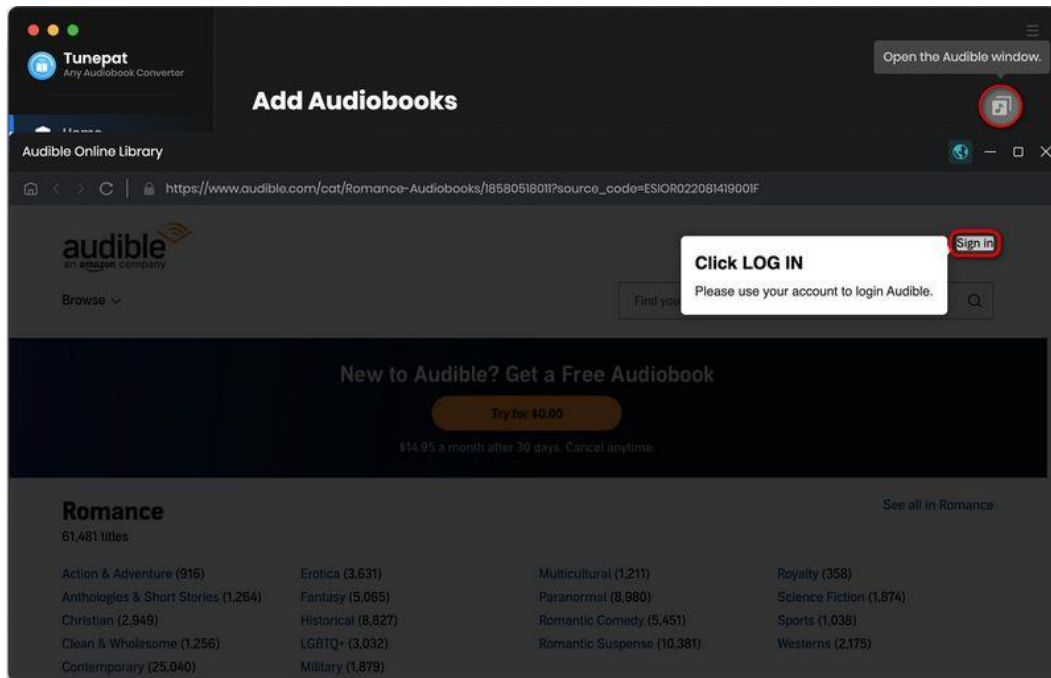 Tunepat
Any Audiobook Converter
Open the Audible window.
Add Audiobooks
Audible Online Library
https://www.audible.com/cat/Romance-Audiobooks/18580518011?source_code=ESIOR022081419001F
audible
an amazon company
Sign in
Click LOG IN
Please use your account to login Audible.
Browse
Find you
New to Audible? Get a Free Audiobook
Try for $0.00
$14.95 a month after 30 days. Cancel anytime.
Romance
See all in Romance
61,481 titles
Action & Adventure (916) Erotica (3,631) Multicultural (1,211) Royalty (358)
Anthologies & Short Stories (1,264) Fantasy (5,065) Paranormal (8,980) Science Fiction (1,874)
Christian (2,949) Historical (8,827) Romantic Comedy (5,451) Sports (1,038)
Clean & Wholesome (1,256) LGBTQ+ (3,032) Romantic Suspense (10,381) Westerns (2,175)
Contemporary (25,040) Military (1,879)